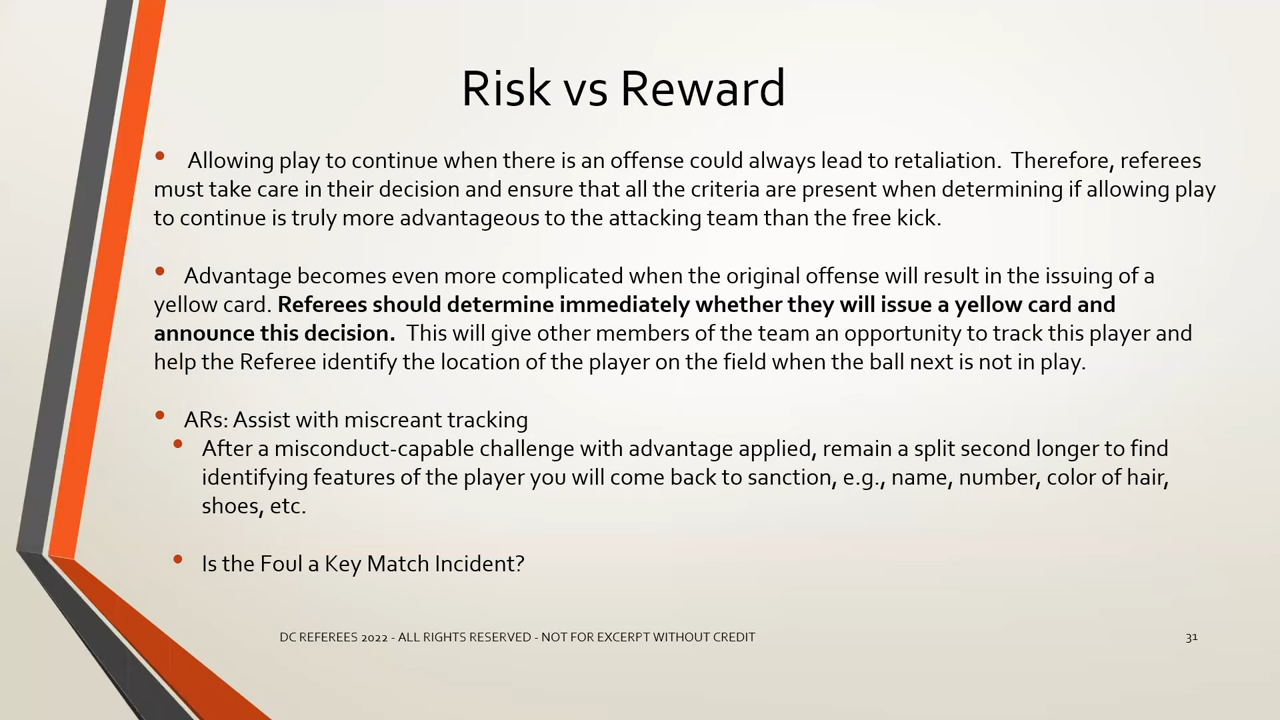 Risk vs Reward
• Allowing play to continue when there is an offense could always lead to retaliation. Therefore, referees
must take care in their decision and ensure that all the criteria are present when determining if allowing play
to continue is truly more advantageous to the attacking team than the free kick.
• Advantage becomes even more complicated when the original offense will result in the issuing of a
yellow card. Referees should determine immediately whether they will issue a yellow card and
announce this decision. This will give other members of the team an opportunity to track this player and
help the Referee identify the location of the player on the field when the ball next is not in play.
• ARs: Assist with miscreant tracking
• After a misconduct-capable challenge with advantage applied, remain a split second longer to find
identifying features of the player you will come back to sanction, e.g., name, number, color of hair,
shoes, etc.
• Is the Foul a Key Match Incident?
DC REFEREES 2022 - ALL RIGHTS RESERVED - NOT FOR EXCERPT WITHOUT CREDIT
31